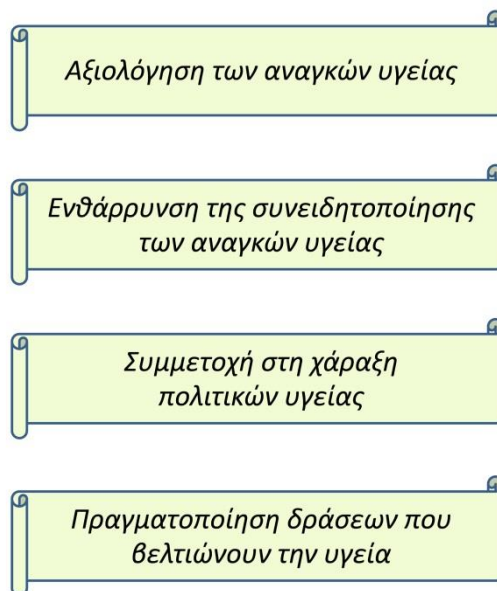 Αξιολόγηση των αναγκών υγείας
Ενθάρρυνση της συνειδητοποίησης
των αναγκών υγείας
Συμμετοχή στη χάραξη
πολιτικών υγείας
Πραγματοποίηση δράσεων που
βελτιώνουν την υγεία